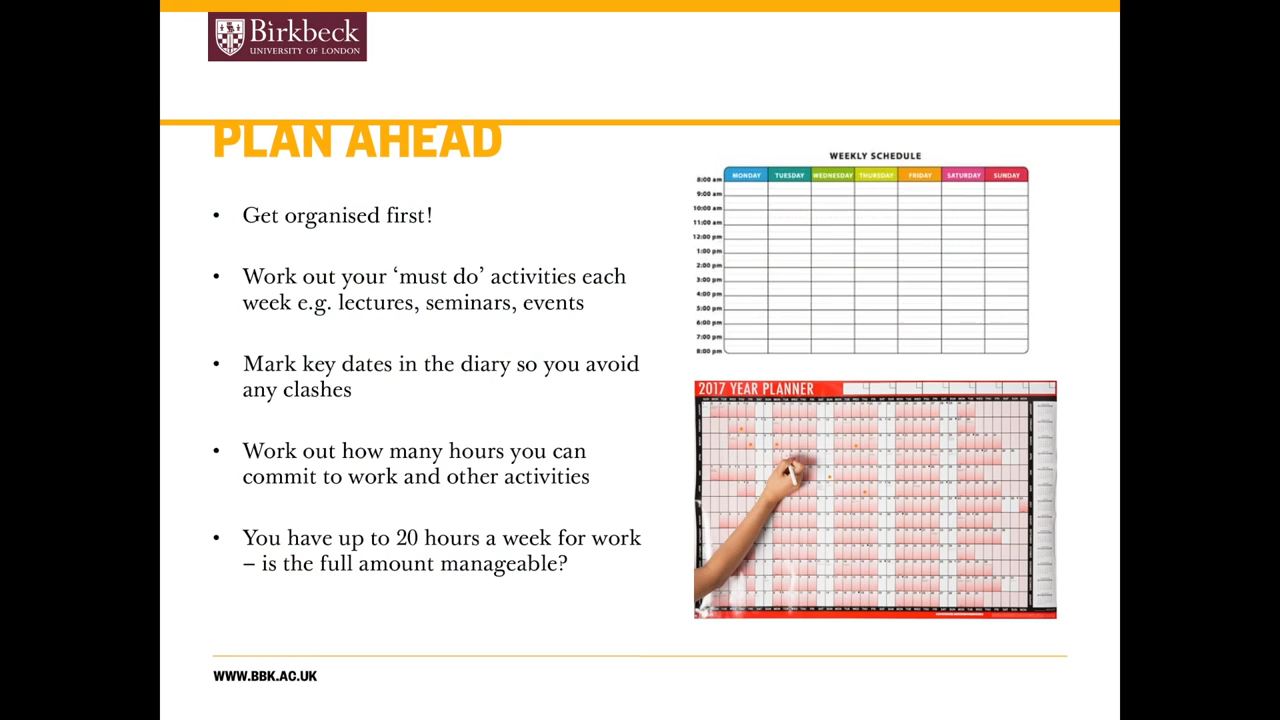 Birkbeck
UNIVERSITY OF LONDON
PLAN AHEAD
• Get organised first!
• Work out your ‘must do’ activities each
week e.g. lectures, seminars, events
• Mark key dates in the diary so you avoid
any clashes
• Work out how many hours you can
commit to work and other activities
• You have up to 20 hours a week for work
– is the full amount manageable?
WEEKLY SCHEDULE
MONDAY TUESDAY WEDNESDAY THURSDAY FRIDAY SATURDAY SUNDAY
8:00 am
9:00 am
10:00 am
11:00 am
12:00 pm
1:00 pm
2:00 pm
3:00 pm
4:00 pm
5:00 pm
6:00 pm
7:00 pm
8:00 pm
2017 YEAR PLANNER
WWW.BBK.AC.UK